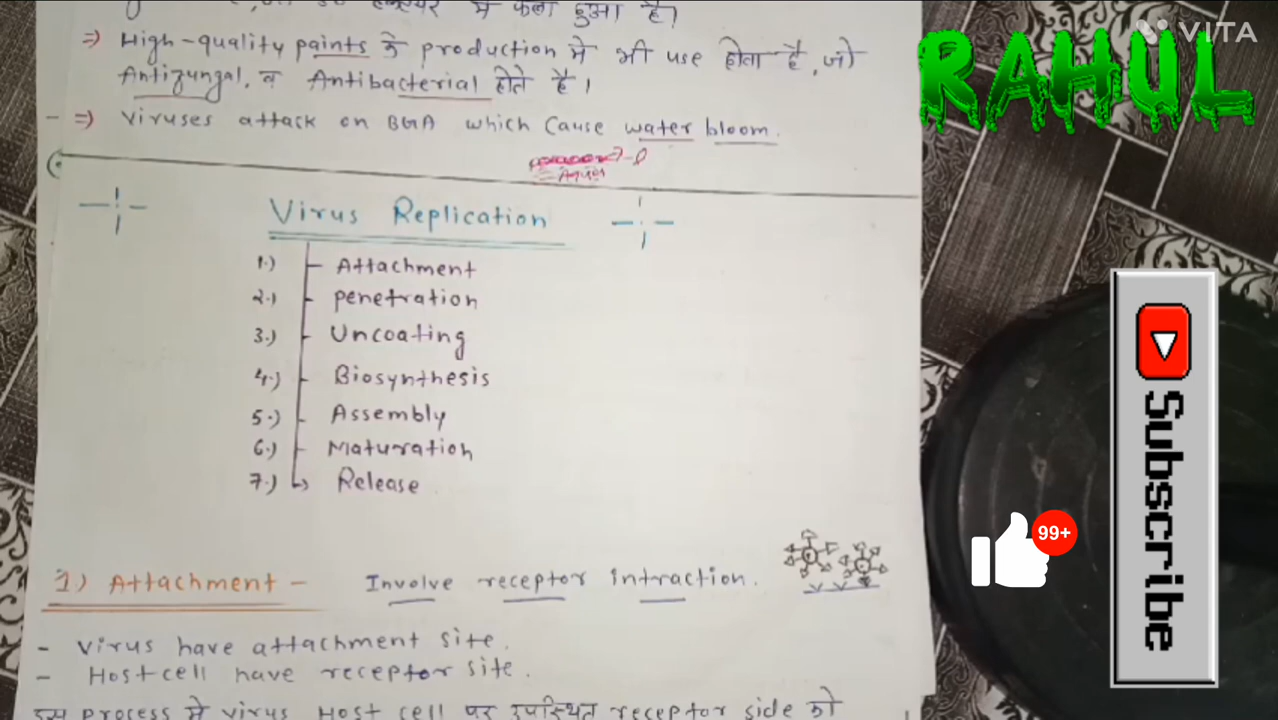 में फैला हुआ है।
=> High-quality paints के production में भी use होता है, जो
Antifungal, व Antibacterial होते है।
- => Viruses attack on BGA which Cause water bloom.
Virus Replication
1.) Attachment
2.) penetration
3.) Uncoating
4.) Biosynthesis
5.) Assembly
6.) Maturation
7.) Release
1) Attachment - Involve receptor intraction.
- Virus have attachment site.
- Host cell have receptor site.
इस process में virus Host cell पर उपस्थित receptor side को
VITA
RAHUL
Subscribe
99+